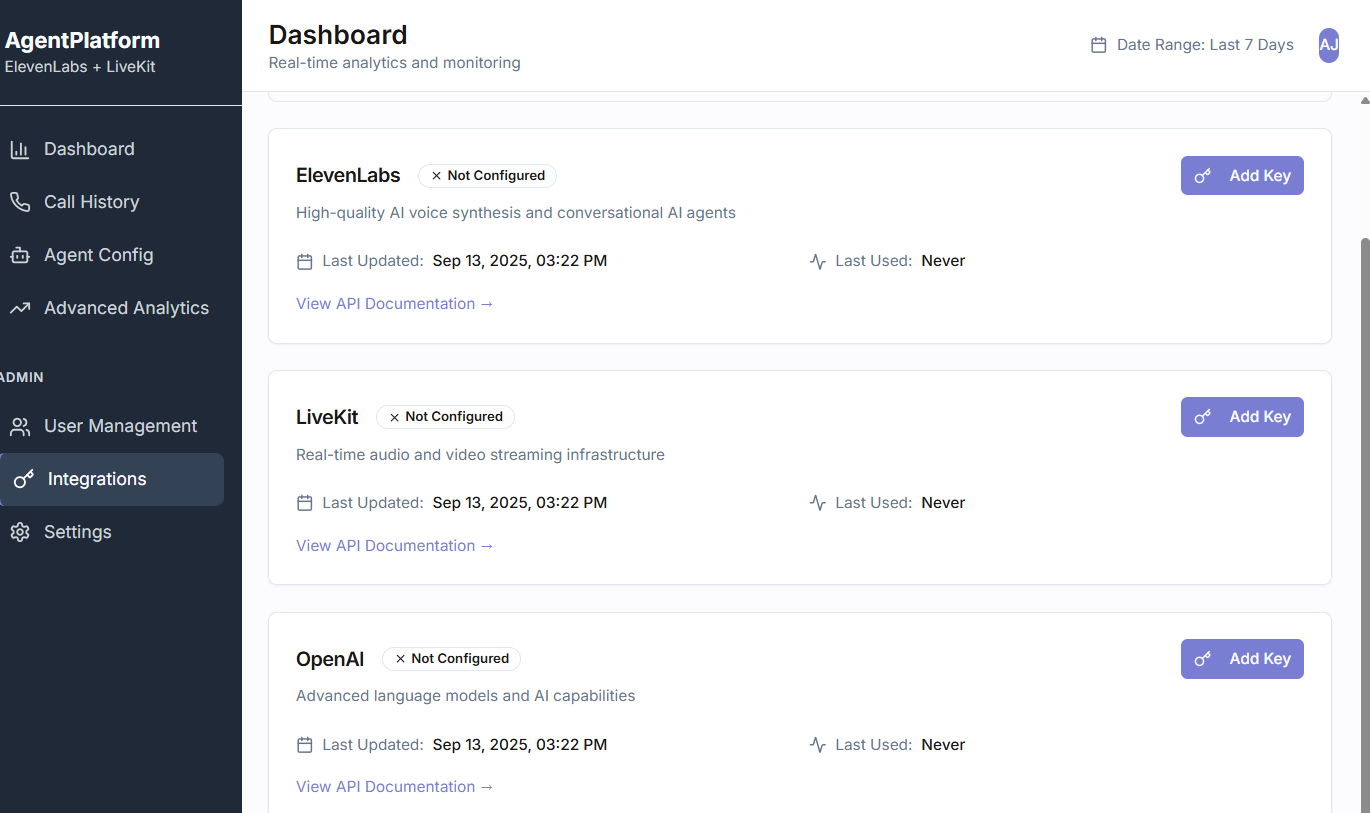 AgentPlatform
ElevenLabs + LiveKit
Dashboard
Call History
Agent Config
Advanced Analytics
ADMIN
User Management
Integrations
Settings
Dashboard
Real-time analytics and monitoring
Date Range: Last 7 Days
AJ
ElevenLabs
Not Configured
Add Key
High-quality AI voice synthesis and conversational AI agents
Last Updated: Sep 13, 2025, 03:22 PM
Last Used: Never
View API Documentation →
LiveKit
Not Configured
Add Key
Real-time audio and video streaming infrastructure
Last Updated: Sep 13, 2025, 03:22 PM
Last Used: Never
View API Documentation →
OpenAI
Not Configured
Add Key
Advanced language models and AI capabilities
Last Updated: Sep 13, 2025, 03:22 PM
Last Used: Never
View API Documentation →